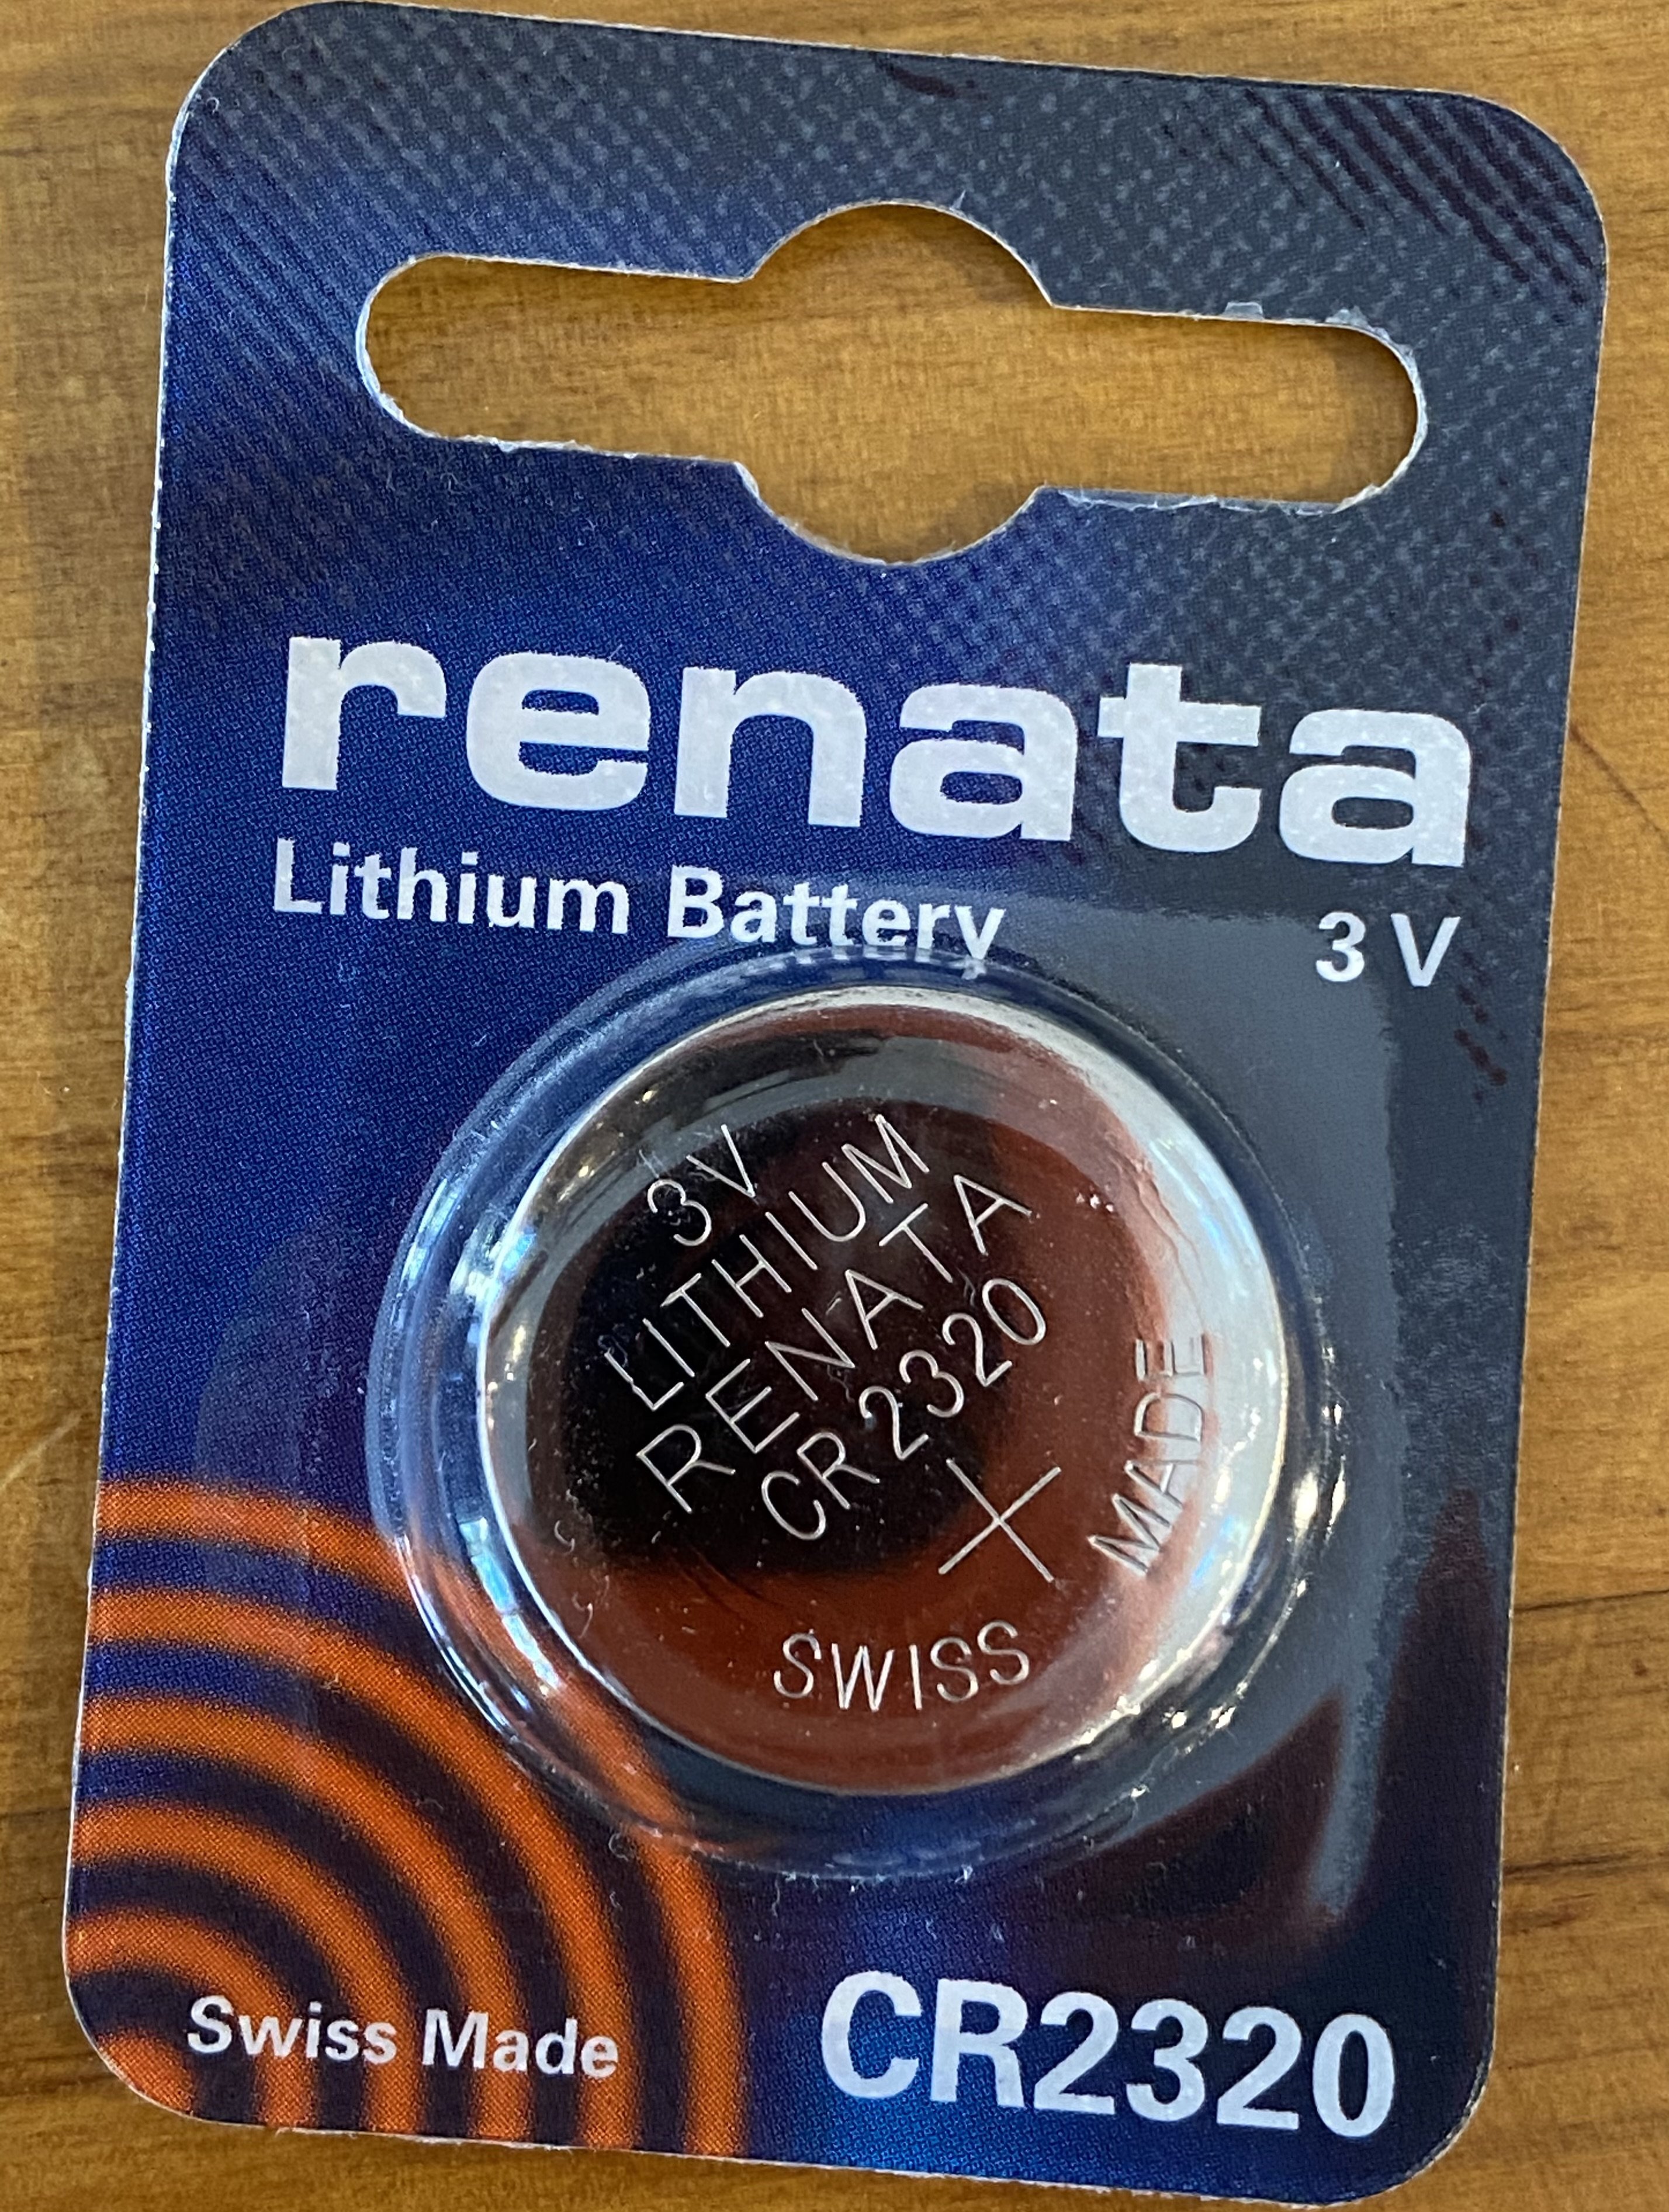 renata
Lithium Battery 3 V
3V
LITHIUM
RENATA
CR 2320
+
MADE
SWISS
Swiss Made
CR2320